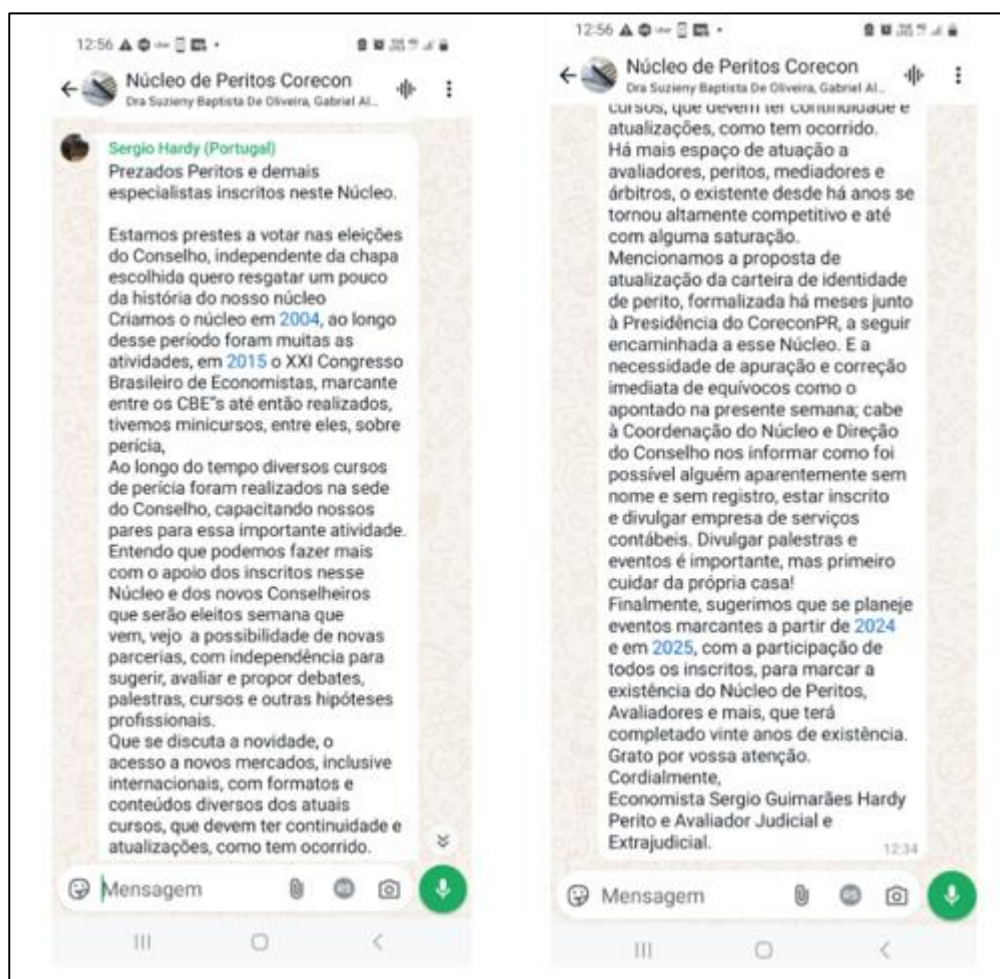 12:56
Núcleo de Peritos Corecon
Dra Suzieny Baptista De Oliveira, Gabriel Al...
Sergio Hardy (Portugal)
Prezados Peritos e demais
especialistas inscritos neste Núcleo.
Estamos prestes a votar nas eleições
do Conselho, independente da chapa
escolhida quero resgatar um pouco
da história do nosso núcleo
Criamos o núcleo em 2004, ao longo
desse período foram muitas as
atividades, em 2015 o XXI Congresso
Brasileiro de Economistas, marcante
entre os CBE"s até então realizados,
tivemos minicursos, entre eles, sobre
perícia,
Ao longo do tempo diversos cursos
de perícia foram realizados na sede
do Conselho, capacitando nossos
pares para essa importante atividade.
Entendo que podemos fazer mais
com o apoio dos inscritos nesse
Núcleo e dos novos Conselheiros
que serão eleitos semana que
vem, vejo a possibilidade de novas
parcerias, com independência para
sugerir, avaliar e propor debates,
palestras, cursos e outras hipóteses
profissionais.
Que se discuta a novidade, o
acesso a novos mercados, inclusive
internacionais, com formatos e
conteúdos diversos dos atuais
cursos, que devem ter continuidade e
atualizações, como tem ocorrido.
Mensagem
12:56
Núcleo de Peritos Corecon
Dra Suzieny Baptista De Oliveira, Gabriel Al...
cursos, que devem ter continuidade e
atualizações, como tem ocorrido.
Há mais espaço de atuação a
avaliadores, peritos, mediadores e
árbitros, o existente desde há anos se
tornou altamente competitivo e até
com alguma saturação.
Mencionamos a proposta de
atualização da carteira de identidade
de perito, formalizada há meses junto
à Presidência do CoreconPR, a seguir
encaminhada a esse Núcleo. E a
necessidade de apuração e correção
imediata de equívocos como o
apontado na presente semana; cabe
à Coordenação do Núcleo e Direção
do Conselho nos informar como foi
possível alguém aparentemente sem
nome e sem registro, estar inscrito
e divulgar empresa de serviços
contábeis. Divulgar palestras e
eventos é importante, mas primeiro
cuidar da própria casa!
Finalmente, sugerimos que se planeje
eventos marcantes a partir de 2024
e em 2025, com a participação de
todos os inscritos, para marcar a
existência do Núcleo de Peritos,
Avaliadores e mais, que terá
completado vinte anos de existência.
Grato por vossa atenção.
Cordialmente,
Economista Sergio Guimarães Hardy
Perito e Avaliador Judicial e
Extrajudicial.
12:34
Mensagem